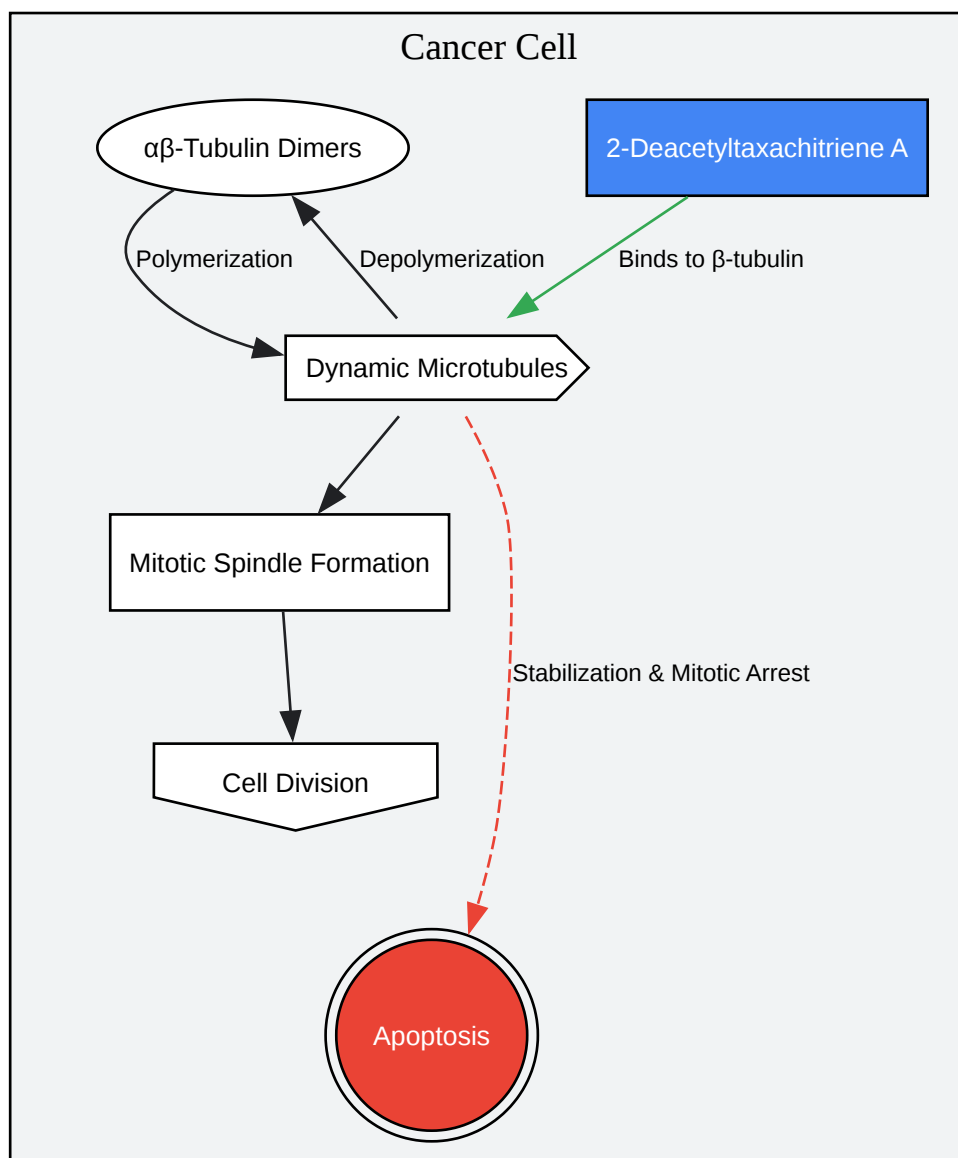 Cancer Cell
αβ-Tubulin Dimers
2-Deacetyltaxachitriene A
Polymerization
Depolymerization
Binds to β-tubulin
Dynamic Microtubules
Mitotic Spindle Formation
Stabilization & Mitotic Arrest
Cell Division
Apoptosis